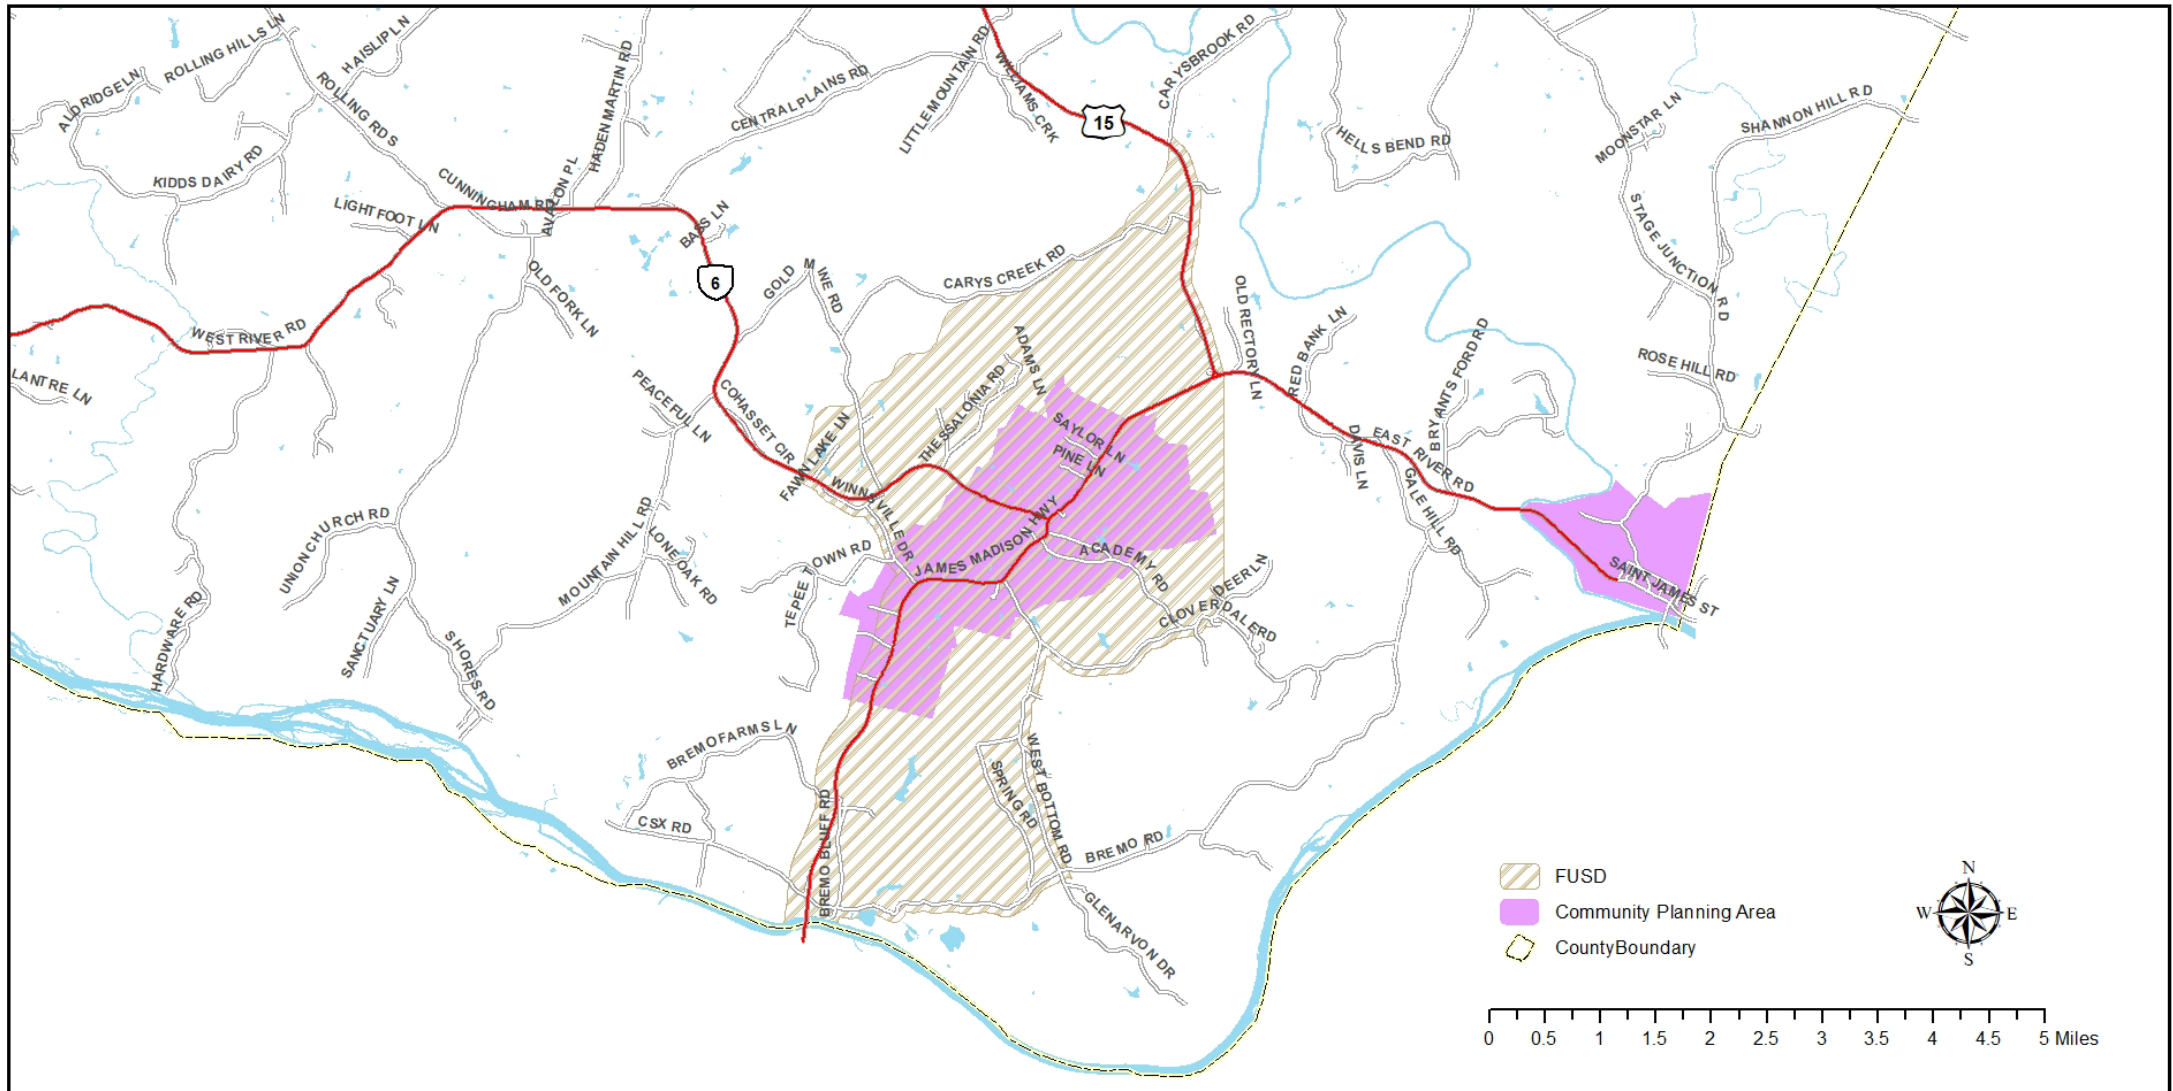 ROLLING HILLS LN
HAISLIP LN
ALDRIDGE LN
ROLLING RD S
HADEN MARTIN RD
CENTRAL PLAINS RD
LITTLE MOUNTAIN RD
WILLIAMS CRK
CARYSBROOK RD
15
HELLS BEND RD
MOONSTAR LN
SHANNON HILL RD
KIDDS DAIRY RD
LIGHTFOOT LN
CUNNINGHAM RD
AVALON PL
BASS LN
STAGE JUNCTION RD
6
GOLD MINE RD
CARYS CREEK RD
OLD FORK LN
OLD RECTORY LN
RED BANK LN
BRYANTS FORD RD
ROSE HILL RD
WEST RIVER RD
LANTRE LN
PEACEFUL LN
COHASSET CIR
FAWN LAKE LN
THESSALONIA RD
ADAMS LN
SAYLOR LN
PINE LN
DAVIS LN
EAST RIVER RD
GALE HILL RD
WINNSVILLE DR
JAMES MADISON HWY
ACADEMY RD
DEER LN
CLOVERDALE RD
SAINT JAMES ST
UNION CHURCH RD
MOUNTAIN HILL RD
LONE OAK RD
TEPEE TOWN RD
HARDWARE RD
SANCTUARY LN
SHORES RD
BREMO FARMS LN
CSX RD
BREMO BLUFF RD
SPRING RD
WEST BOTTOM RD
BREMO RD
GLENARVON DR
FUSD
Community Planning Area
CountyBoundary
N
W
E
S
0 0.5 1 1.5 2 2.5 3 3.5 4 4.5 5 Miles